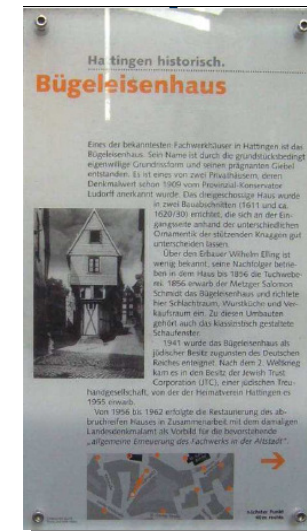 Hattingen historisch.
Bügeleisenhaus
Eines der bekanntesten Fachwerkhäuser in Hattingen ist das
Bügeleisenhaus. Sein Name ist durch die grundstücksbedingt
eigenwillige Grundrissform und seinen prägnanten Giebel
entstanden. Es ist eines von zwei Privathäusern, deren
Denkmalwert schon 1909 vom Provinzial-Konservator
Ludorff anerkannt wurde. Das dreigeschossige Haus wurde
in zwei Bauabschnitten (1611 und ca.
1620/30) errichtet, die sich an der Ein-
gangsseite anhand der unterschiedlichen
Ornamentik der stützenden Knaggen gut
unterscheiden lassen.
Über den Erbauer Wilhelm Elling ist
wenig bekannt, seine Nachfolger betrie-
ben in dem Haus bis 1856 die Tuchwebe-
rei. 1856 erwarb der Metzger Salomon
Schmidt das Bügeleisenhaus und richtete
hier Schlachtraum, Wurstküche und Ver-
kaufsraum ein. Zu diesen Umbauten
gehört auch das klassizistisch gestaltete
Schaufenster.
1941 wurde das Bügeleisenhaus als
jüdischer Besitz zugunsten des Deutschen
Reiches enteignet. Nach dem 2. Weltkrieg
kam es in den Besitz der Jewish Trust
Corporation (JTC), einer jüdischen Treu-
handgesellschaft, von der der Heimatverein Hattingen es
1955 erwarb.
Von 1956 bis 1962 erfolgte die Restaurierung des ab-
bruchreifen Hauses in Zusammenarbeit mit dem damaligen
Landesdenkmalamt als Vorbild für die bevorstehende
„allgemeine Erneuerung des Fachwerks in der Altstadt“.
nächster Punkt